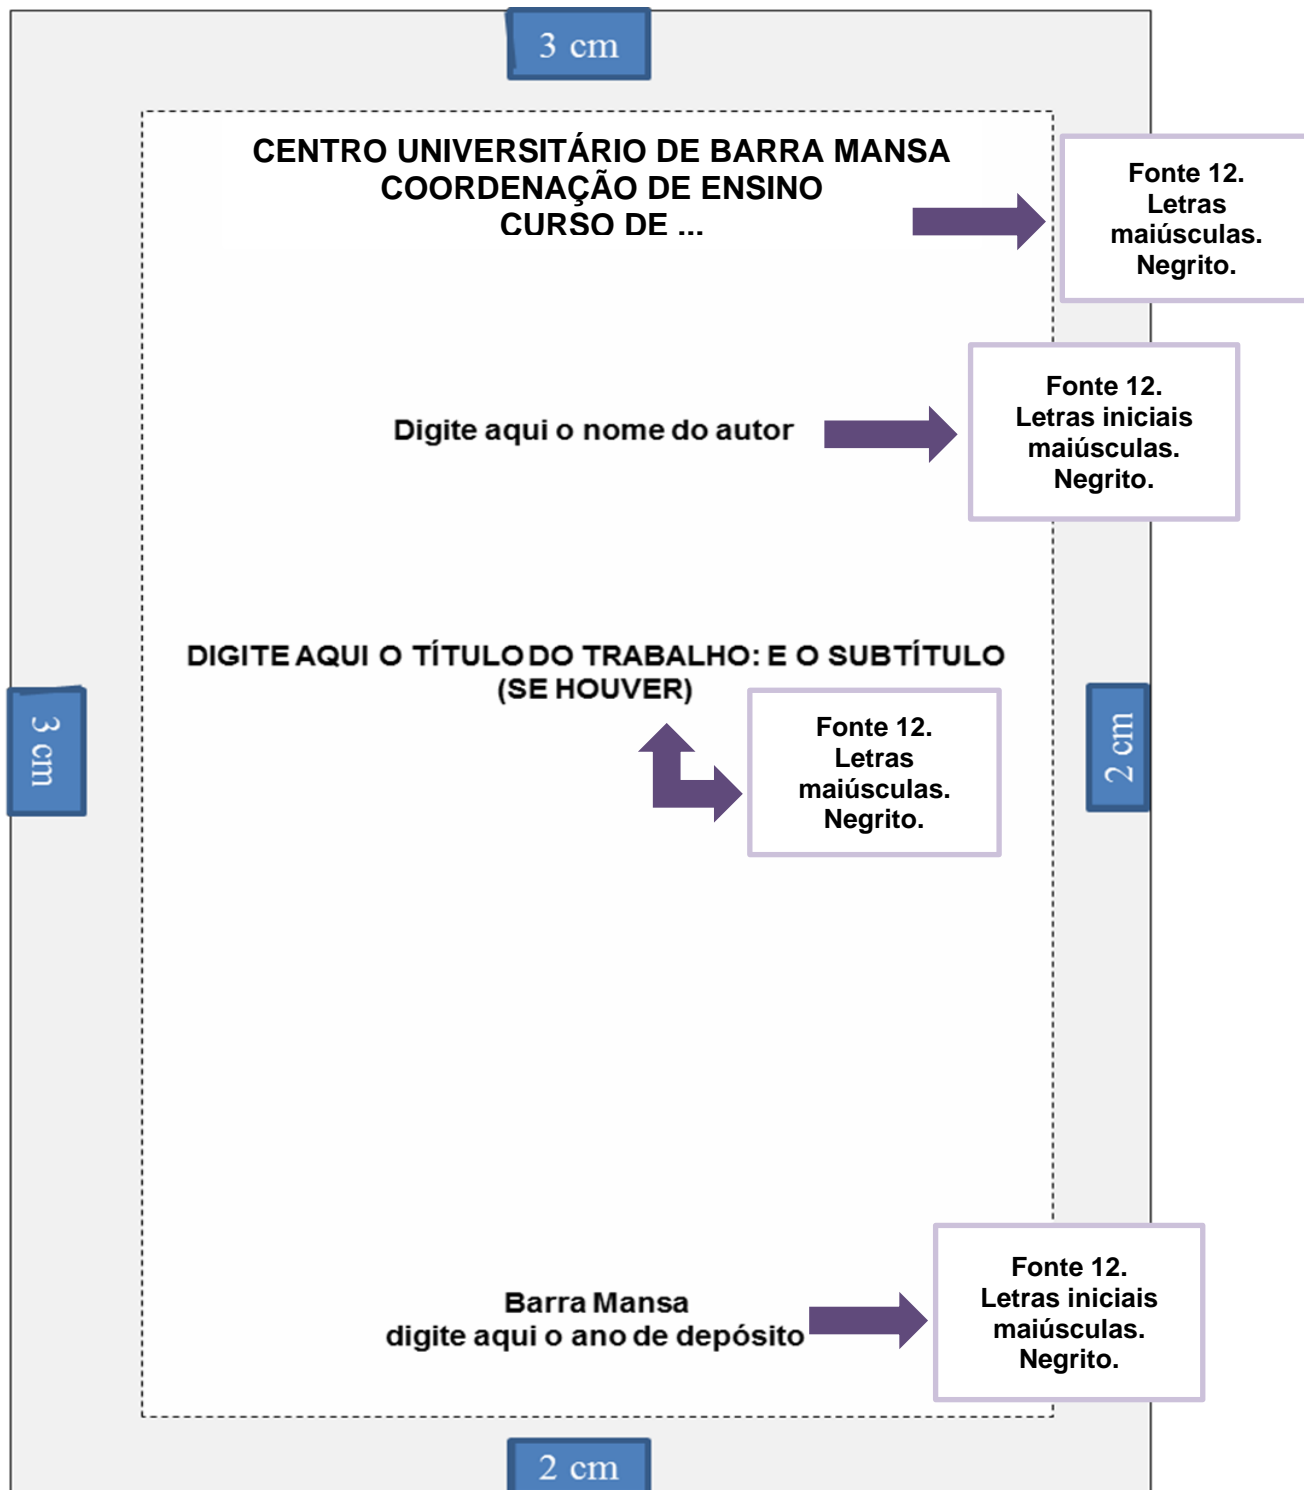 3 cm
CENTRO UNIVERSITÁRIO DE BARRA MANSA
COORDENAÇÃO DE ENSINO
CURSO DE ...
Fonte 12.
Letras
maiúsculas.
Negrito.
Digite aqui o nome do autor
Fonte 12.
Letras iniciais
maiúsculas.
Negrito.
DIGITE AQUI O TÍTULO DO TRABALHO: E O SUBTÍTULO
(SE HOUVER)
3 cm
Fonte 12.
Letras
maiúsculas.
Negrito.
2 cm
Barra Mansa
digite aqui o ano de depósito
Fonte 12.
Letras iniciais
maiúsculas.
Negrito.
2 cm